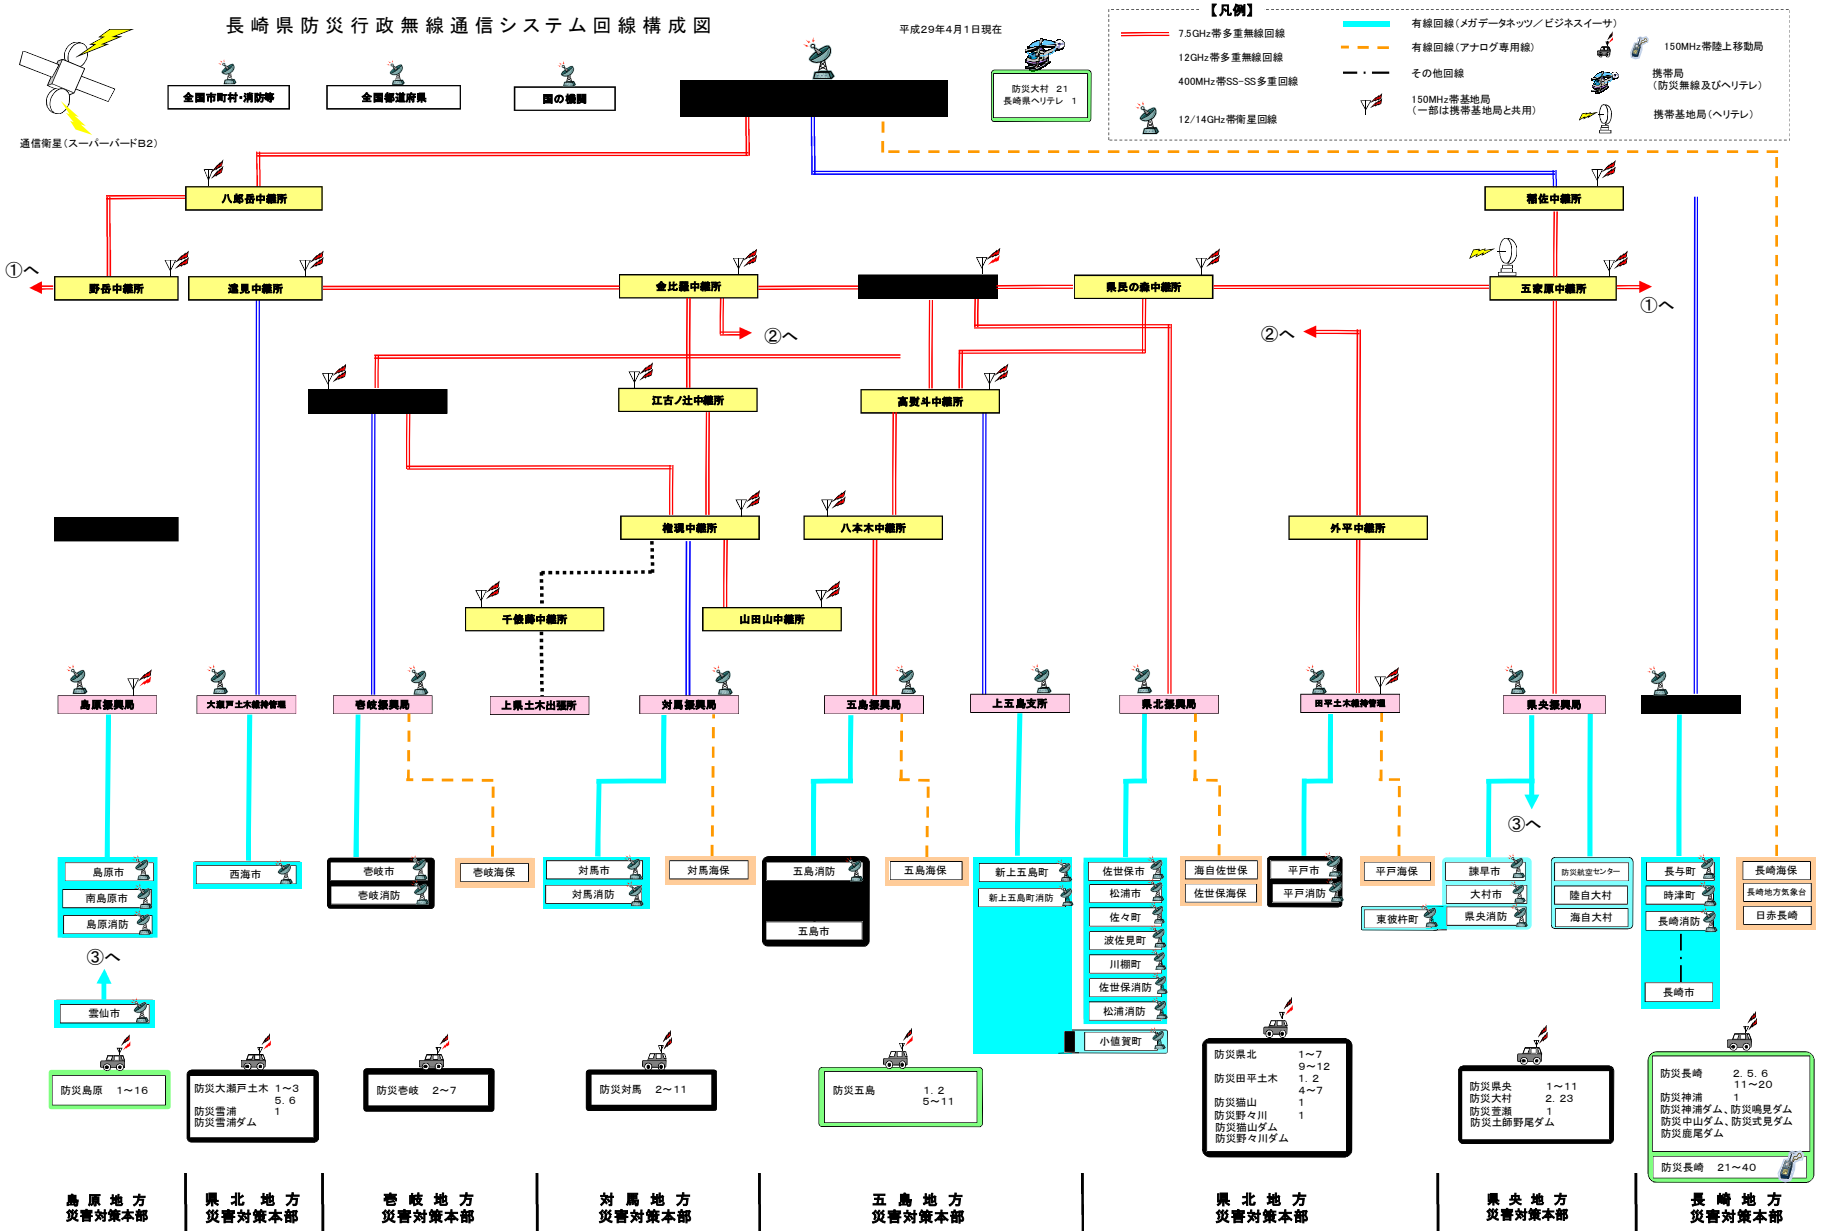 長崎県防災行政無線通信システム回線構成図
平成29年4月1日現在
【凡例】
7.5GHz帯多重無線回線
12GHz帯多重無線回線
400MHz帯SS-SS多重回線
12/14GHz帯衛星回線
有線回線(メガデータネッツ/ビジネスイーサ)
有線回線(アナログ専用線)
その他回線
150MHz帯基地局
(一部は携帯基地局と共用)
150MHz帯陸上移動局
携帯局
(防災無線及びヘリテレ)
携帯基地局(ヘリテレ)
通信衛星(スーパーバードB2)
全国市町村・消防等
全国都道府県
国の機関
防災大村 21
長崎県ヘリテレ 1
八郎岳中継所
稲佐中継所
①へ
野岳中継所
遠見中継所
金比羅中継所
県民の森中継所
五家原中継所
①へ
②へ
②へ
江古ノ辻中継所
高熨斗中継所
権現中継所
八本木中継所
外平中継所
千俵蒔中継所
山田山中継所
島原振興局
大瀬戸土木維持管理
壱岐振興局
上県土木出張所
対馬振興局
五島振興局
上五島支所
県北振興局
田平土木維持管理
県央振興局
③へ
島原市
南島原市
島原消防
③へ
雲仙市
西海市
壱岐市
壱岐消防
壱岐海保
対馬市
対馬消防
対馬海保
五島消防
五島市
五島海保
新上五島町
新上五島町消防
佐世保市
松浦市
佐々町
波佐見町
川棚町
佐世保消防
松浦消防
小値賀町
海自佐世保
佐世保海保
平戸市
平戸消防
平戸海保
東彼杵町
諫早市
大村市
県央消防
防災航空センター
陸自大村
海自大村
長与町
時津町
長崎消防
長崎市
長崎海保
長崎地方気象台
日赤長崎
防災島原 1~16
防災大瀬戸土木 1~3
5. 6
防災雪浦 1
防災雪浦ダム
防災壱岐 2~7
防災対馬 2~11
防災五島 1. 2
5~11
防災県北 1~7
9~12
防災田平土木 1. 2
4~7
防災猫山 1
防災野々川 1
防災猫山ダム
防災野々川ダム
防災県央 1~11
防災大村 2. 23
防災萱瀬 1
防災土師野尾ダム
防災長崎 2. 5. 6
11~20
防災神浦 1
防災神浦ダム、防災鳴見ダム
防災中山ダム、防災式見ダム
防災鹿尾ダム
防災長崎 21~40
島原地方
災害対策本部
県北地方
災害対策本部
壱岐地方
災害対策本部
対馬地方
災害対策本部
五島地方
災害対策本部
県北地方
災害対策本部
県央地方
災害対策本部
長崎地方
災害対策本部